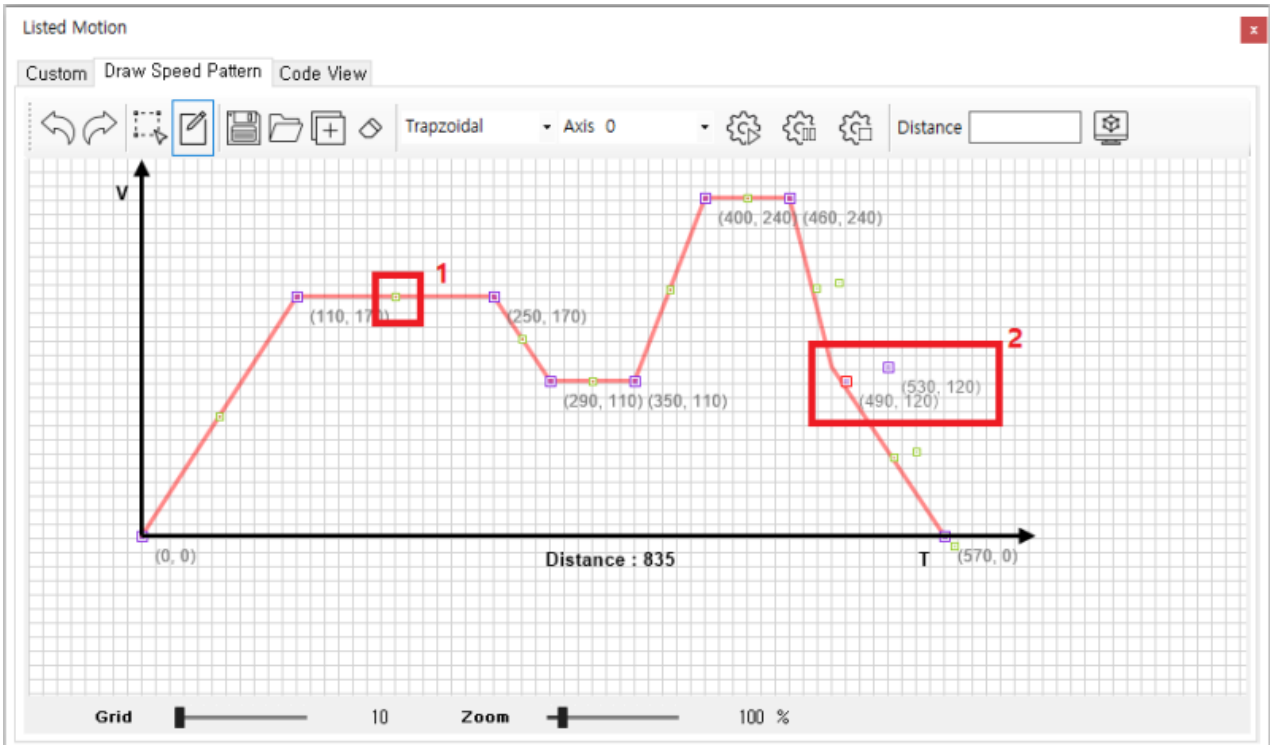 Listed Motion
x
Custom Draw Speed Pattern Code View
Trapzoidal Axis 0 Distance
V
1
(400, 240) (460, 240)
(110, 170) (250, 170)
2
(530, 120)
(290, 110) (350, 110) (490, 120)
(0, 0) Distance : 835 T (570, 0)
Grid 10 Zoom 100 %